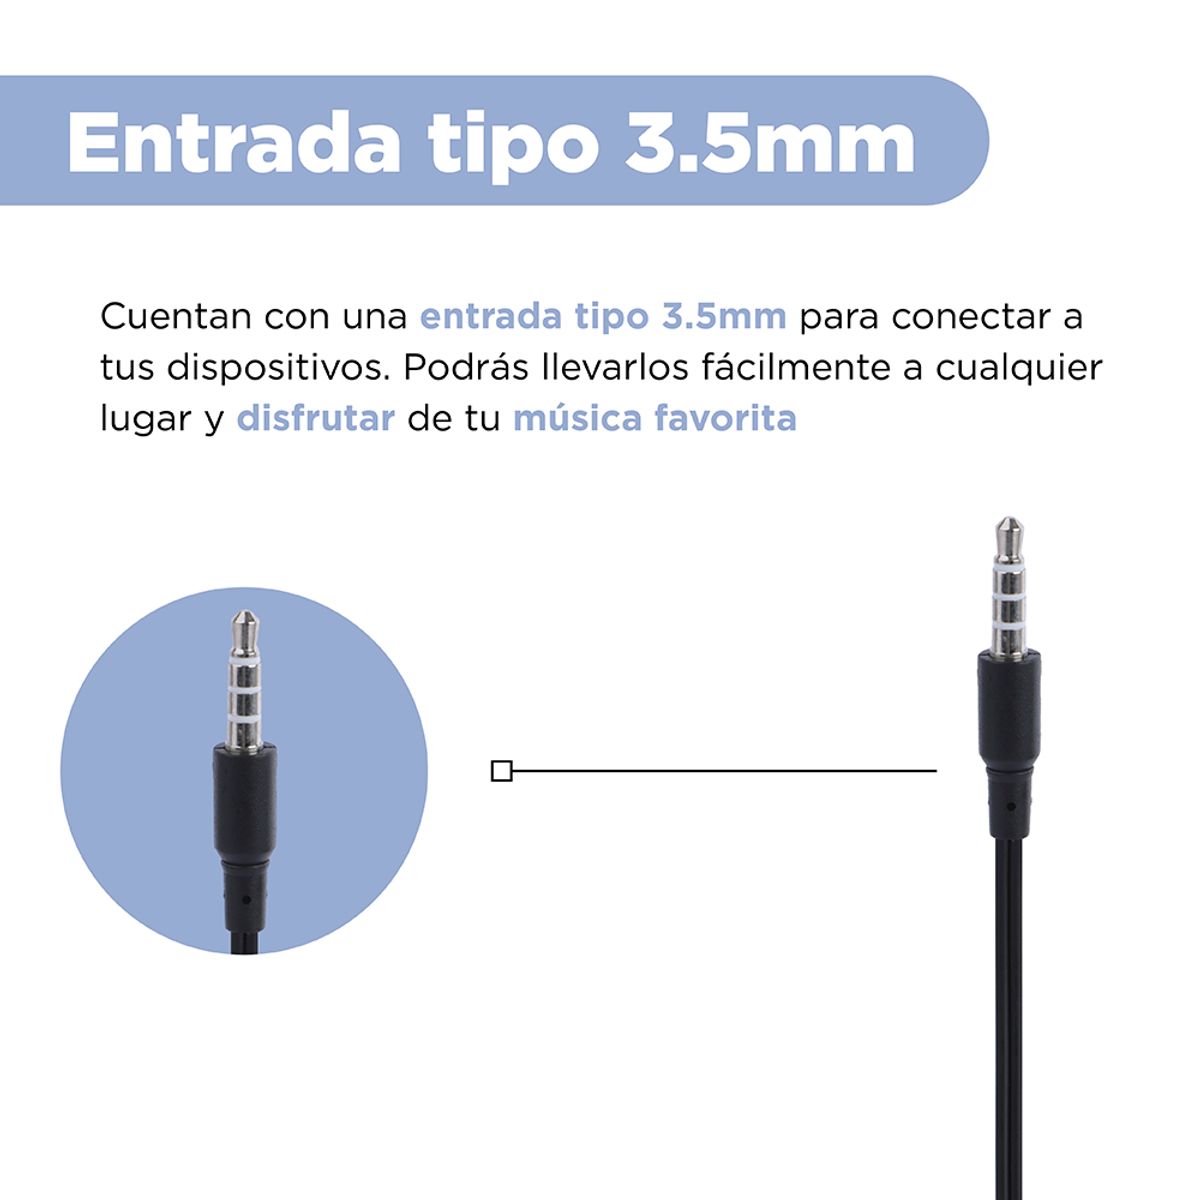 Entrada tipo 3.5mm
Cuentan con una entrada tipo 3.5mm para conectar a
tus dispositivos. Podrás llevarlos fácilmente a cualquier
lugar y disfrutar de tu música favorita